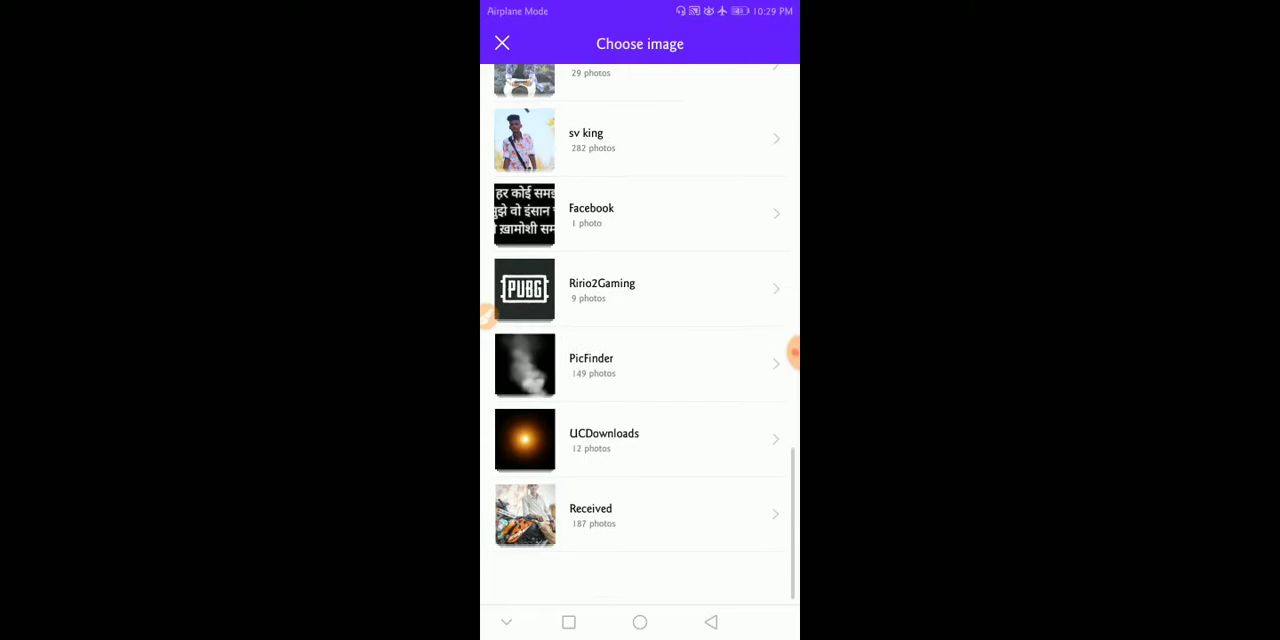 Airplane Mode
10:29 PM
Choose image
29 photos
sv king
282 photos
हर कोई समझ
मुझे वो इंसान
ख़ामोशी सम
Facebook
1 photo
PUBG
Ririo2Gaming
9 photos
PicFinder
149 photos
UCDownloads
12 photos
Received
187 photos